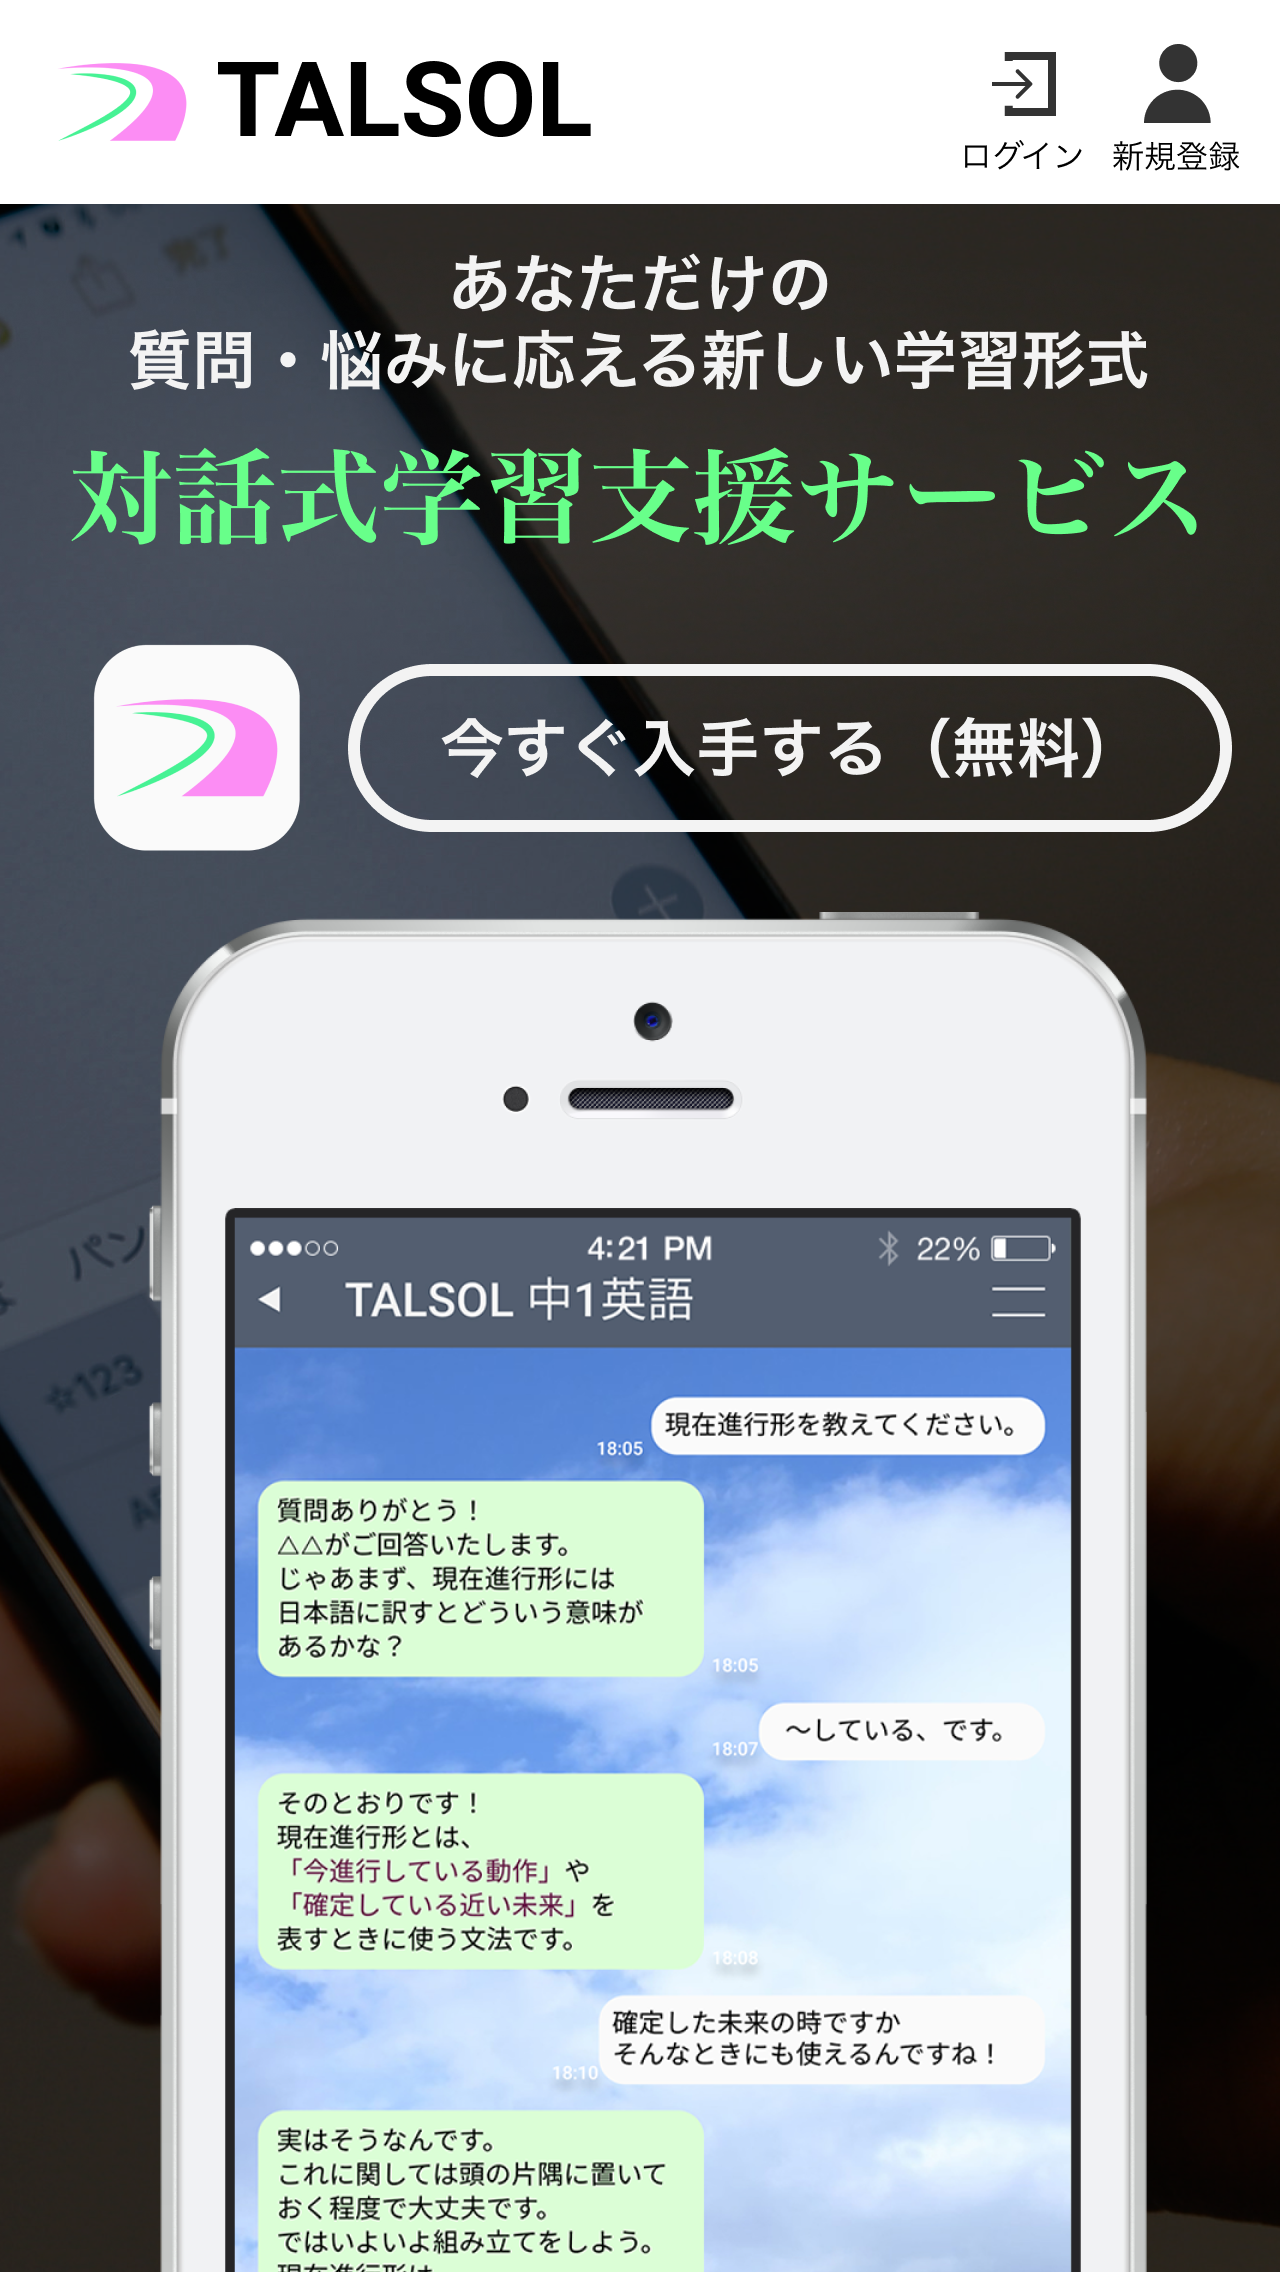 TALSOL
ログイン
新規登録
完了
あなただけの
質問・悩みに応える新しい学習形式
対話式学習支援サービス
今すぐ入手する（無料）
パン
☆123
4:21 PM
22%
TALSOL 中1英語
現在進行形を教えてください。
18:05
質問ありがとう！
△△がご回答いたします。
じゃあまず、現在進行形には
日本語に訳すとどういう意味が
あるかな？
18:05
〜している、です。
18:07
そのとおりです！
現在進行形とは、
「今進行している動作」や
「確定している近い未来」を
表すときに使う文法です。
18:08
確定した未来の時ですか
そんなときにも使えるんですね！
18:10
実はそうなんです。
これに関しては頭の片隅に置いて
おく程度で大丈夫です。
ではいよいよ組み立てをしよう。
現在進行形は、